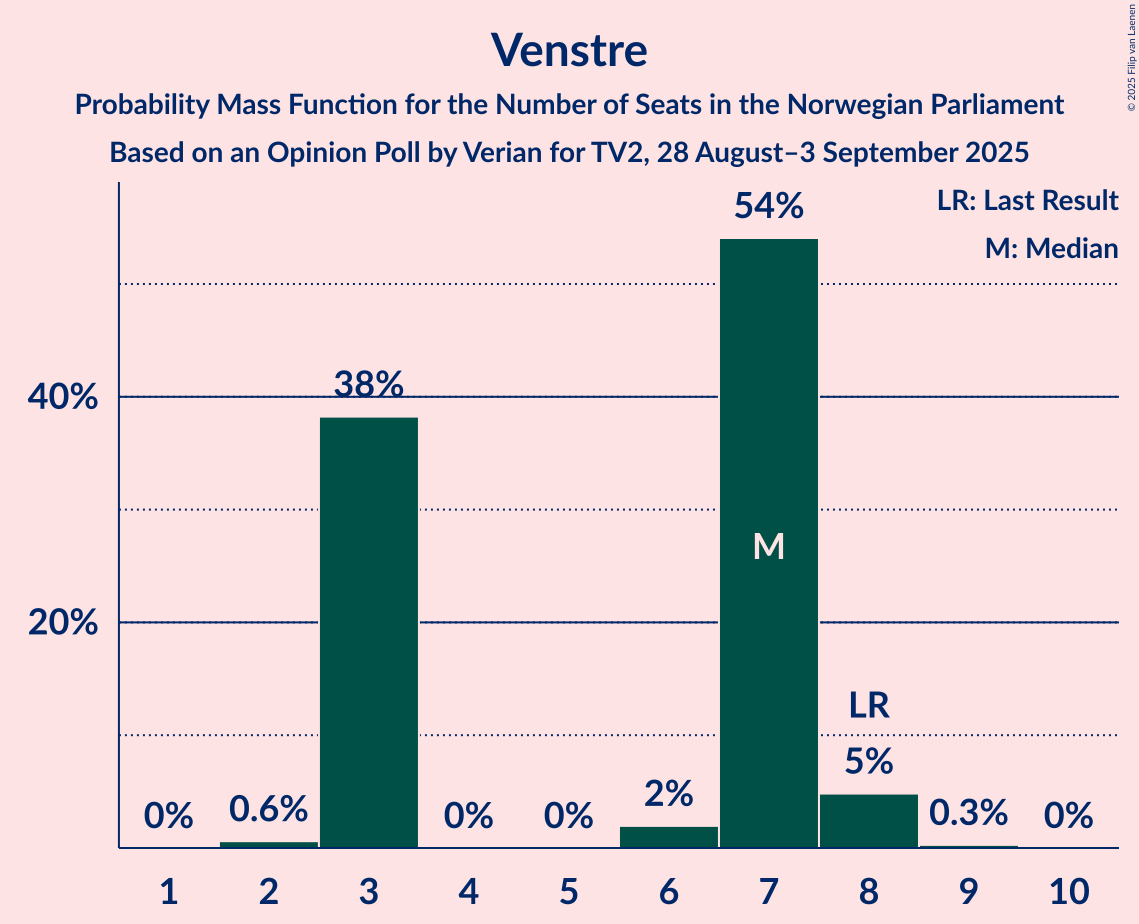 Venstre
Probability Mass Function for the Number of Seats in the Norwegian Parliament
Based on an Opinion Poll by Verian for TV2, 28 August–3 September 2025
© 2025 Filip van Laenen
LR: Last Result
M: Median
54%
38%
40%
M
20%
LR
5%
2%
0%
0.6%
0%
0%
0.3%
0%
1
2
3
4
5
6
7
8
9
10